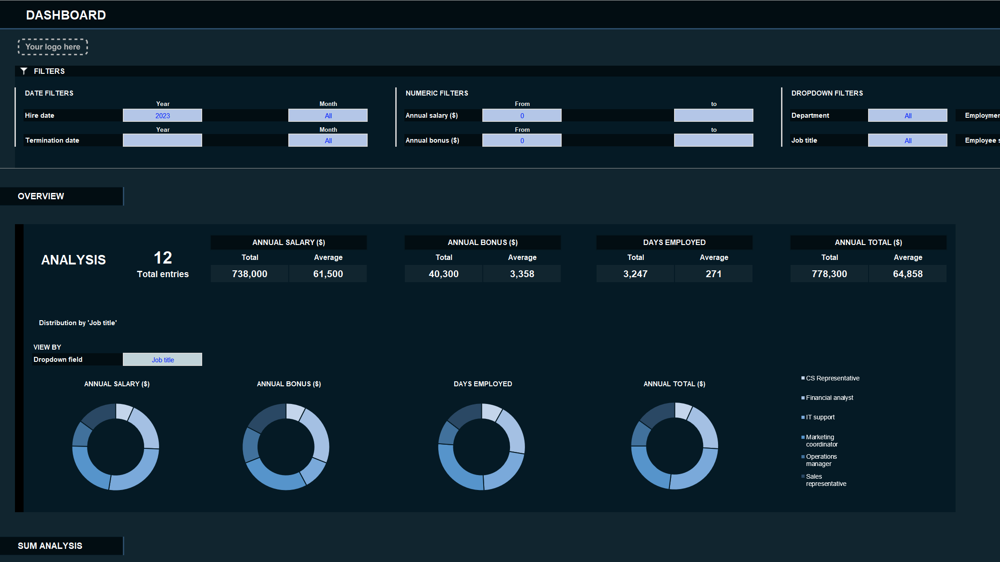 DASHBOARD
Your logo here
FILTERS
DATE FILTERS
Year Month
Hire date 2023 All
Year Month
Termination date All
NUMERIC FILTERS
From to
Annual salary ($) 0
From to
Annual bonus ($) 0
DROPDOWN FILTERS
Department All
Job title All
Employee
OVERVIEW
ANALYSIS
12
Total entries
ANNUAL SALARY ($)
Total Average
738,000 61,500
ANNUAL BONUS ($)
Total Average
40,300 3,358
DAYS EMPLOYED
Total Average
3,247 271
ANNUAL TOTAL ($)
Total Average
778,300 64,858
Distribution by 'Job title'
VIEW BY
Dropdown field Job title
ANNUAL SALARY ($)
ANNUAL BONUS ($)
DAYS EMPLOYED
ANNUAL TOTAL ($)
CS Representative
Financial analyst
IT support
Marketing
coordinator
Operations
manager
Sales
representative
SUM ANALYSIS